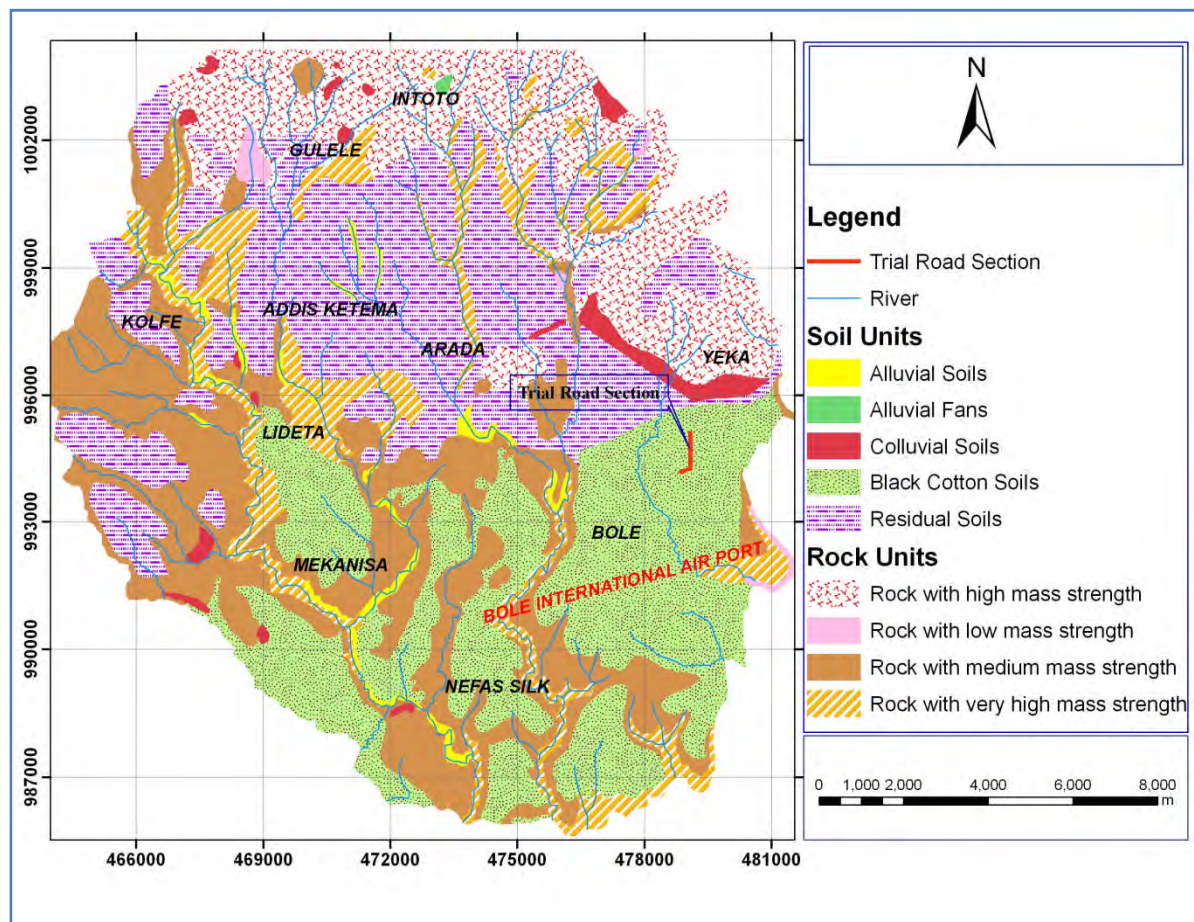 INTOTO
GULELE
ADDIS KETEMA
KOLFE
ARADA
YEKA
Trial Road Section
LIDETA
BOLE
MEKANISA
BOLE INTERNATIONAL AIR PORT
NEFAS SILK
1002000
999000
996000
993000
990000
987000
466000 469000 472000 475000 478000 481000
N
Legend
Trial Road Section
River
Soil Units
Alluvial Soils
Alluvial Fans
Colluvial Soils
Black Cotton Soils
Residual Soils
Rock Units
Rock with high mass strength
Rock with low mass strength
Rock with medium mass strength
Rock with very high mass strength
0 1,000 2,000 4,000 6,000 8,000
m